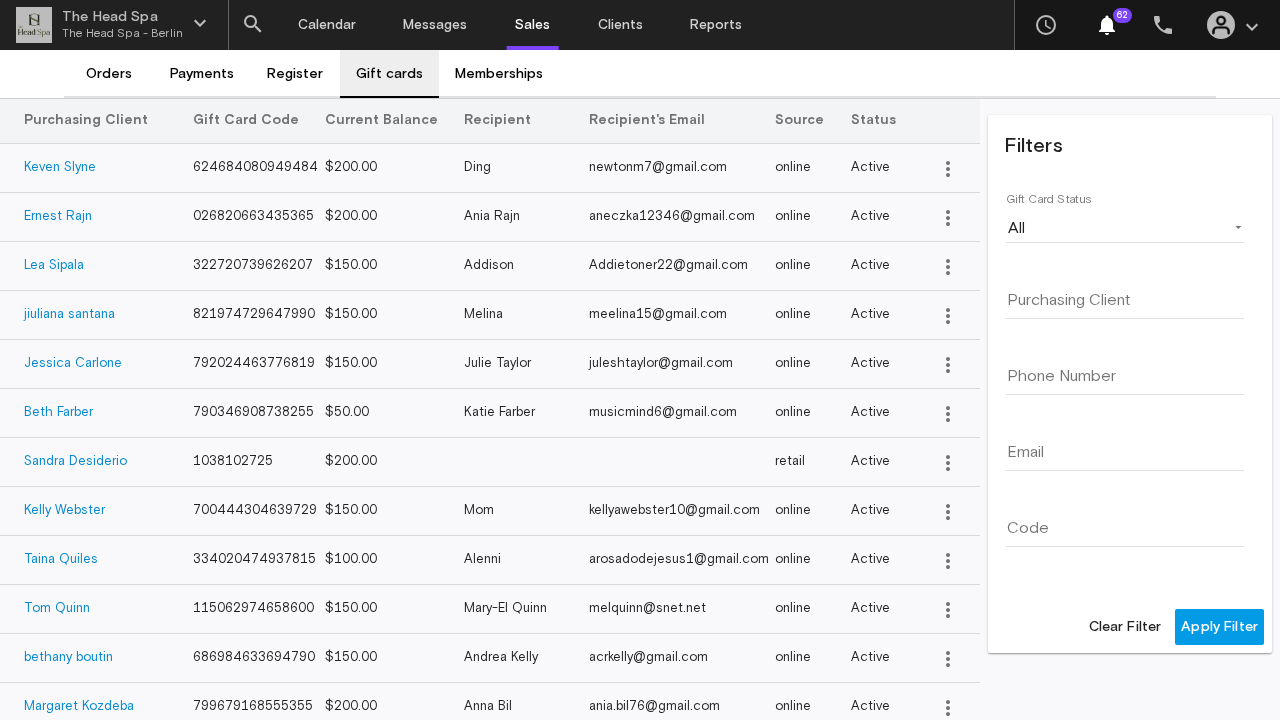 The Head Spa
The Head Spa - Berlin
The
Head Spa
Calendar
Messages
Sales
Clients
Reports
62
Orders
Payments
Register
Gift cards
Memberships
Purchasing Client Gift Card Code Current Balance Recipient Recipient's Email Source Status
Keven Slyne 624684080949484 $200.00 Ding newtonm7@gmail.com online Active
Ernest Rajn 026820663435365 $200.00 Ania Rajn aneczka12346@gmail.com online Active
Lea Sipala 322720739626207 $150.00 Addison Addietoner22@gmail.com online Active
jiuliana santana 821974729647990 $150.00 Melina meelina15@gmail.com online Active
Jessica Carlone 792024463776819 $150.00 Julie Taylor juleshtaylor@gmail.com online Active
Beth Farber 790346908738255 $50.00 Katie Farber musicmind6@gmail.com online Active
Sandra Desiderio 1038102725 $200.00 retail Active
Kelly Webster 700444304639729 $150.00 Mom kellyawebster10@gmail.com online Active
Taina Quiles 334020474937815 $100.00 Alenni arosadodejesus1@gmail.com online Active
Tom Quinn 115062974658600 $150.00 Mary-El Quinn melquinn@snet.net online Active
bethany boutin 686984633694790 $150.00 Andrea Kelly acrkelly@gmail.com online Active
Margaret Kozdeba 799679168555355 $200.00 Anna Bil ania.bil76@gmail.com online Active
Filters
Gift Card Status
All
Purchasing Client
Phone Number
Email
Code
Clear Filter
Apply Filter